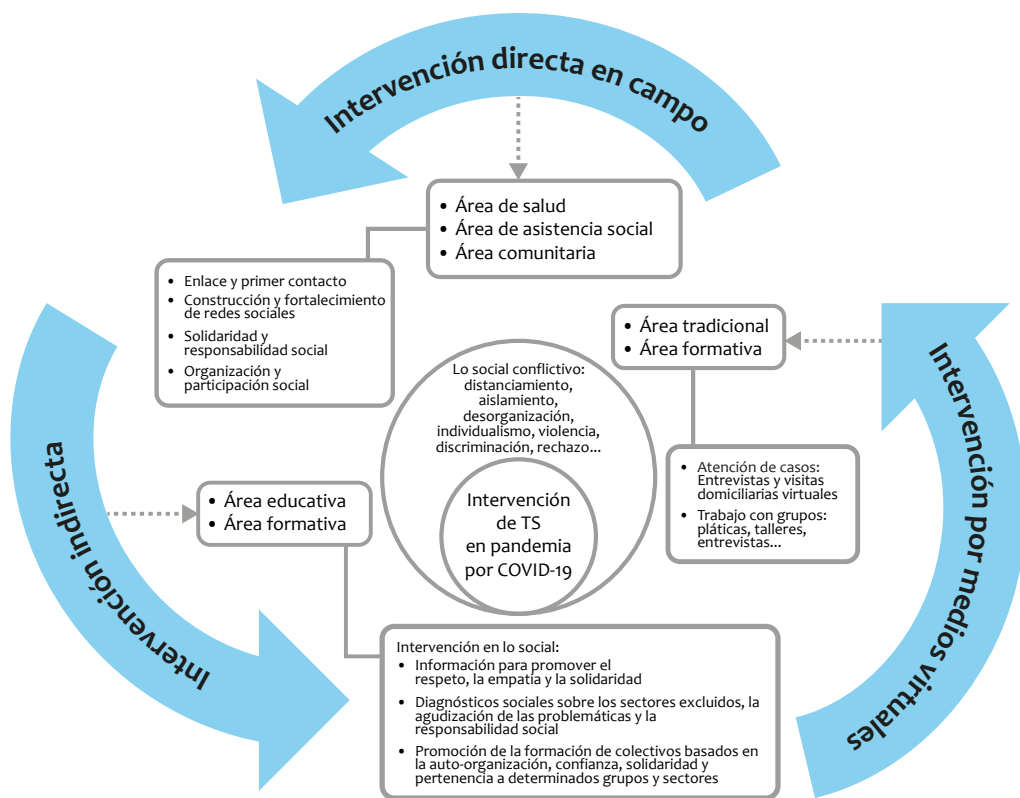 Intervención directa en campo
• Área de salud
• Área de asistencia social
• Área comunitaria
• Enlace y primer contacto
• Construcción y fortalecimiento
de redes sociales
• Solidaridad y
responsabilidad social
• Organización y
participación social
Intervención indirecta
• Área educativa
• Área formativa
Lo social conflictivo:
distanciamiento,
aislamiento,
desorganización,
individualismo, violencia,
discriminación, rechazo...
Intervención
de TS
en pandemia
por COVID-19
• Área tradicional
• Área formativa
Intervención por medios virtuales
• Atención de casos:
Entrevistas y visitas
domiciliarias virtuales
• Trabajo con grupos:
pláticas, talleres,
entrevistas...
Intervención en lo social:
• Información para promover el
respeto, la empatía y la solidaridad
• Diagnósticos sociales sobre los sectores excluidos, la
agudización de las problemáticas y la
responsabilidad social
• Promoción de la formación de colectivos basados en
la auto-organización, confianza, solidaridad y
pertenencia a determinados grupos y sectores